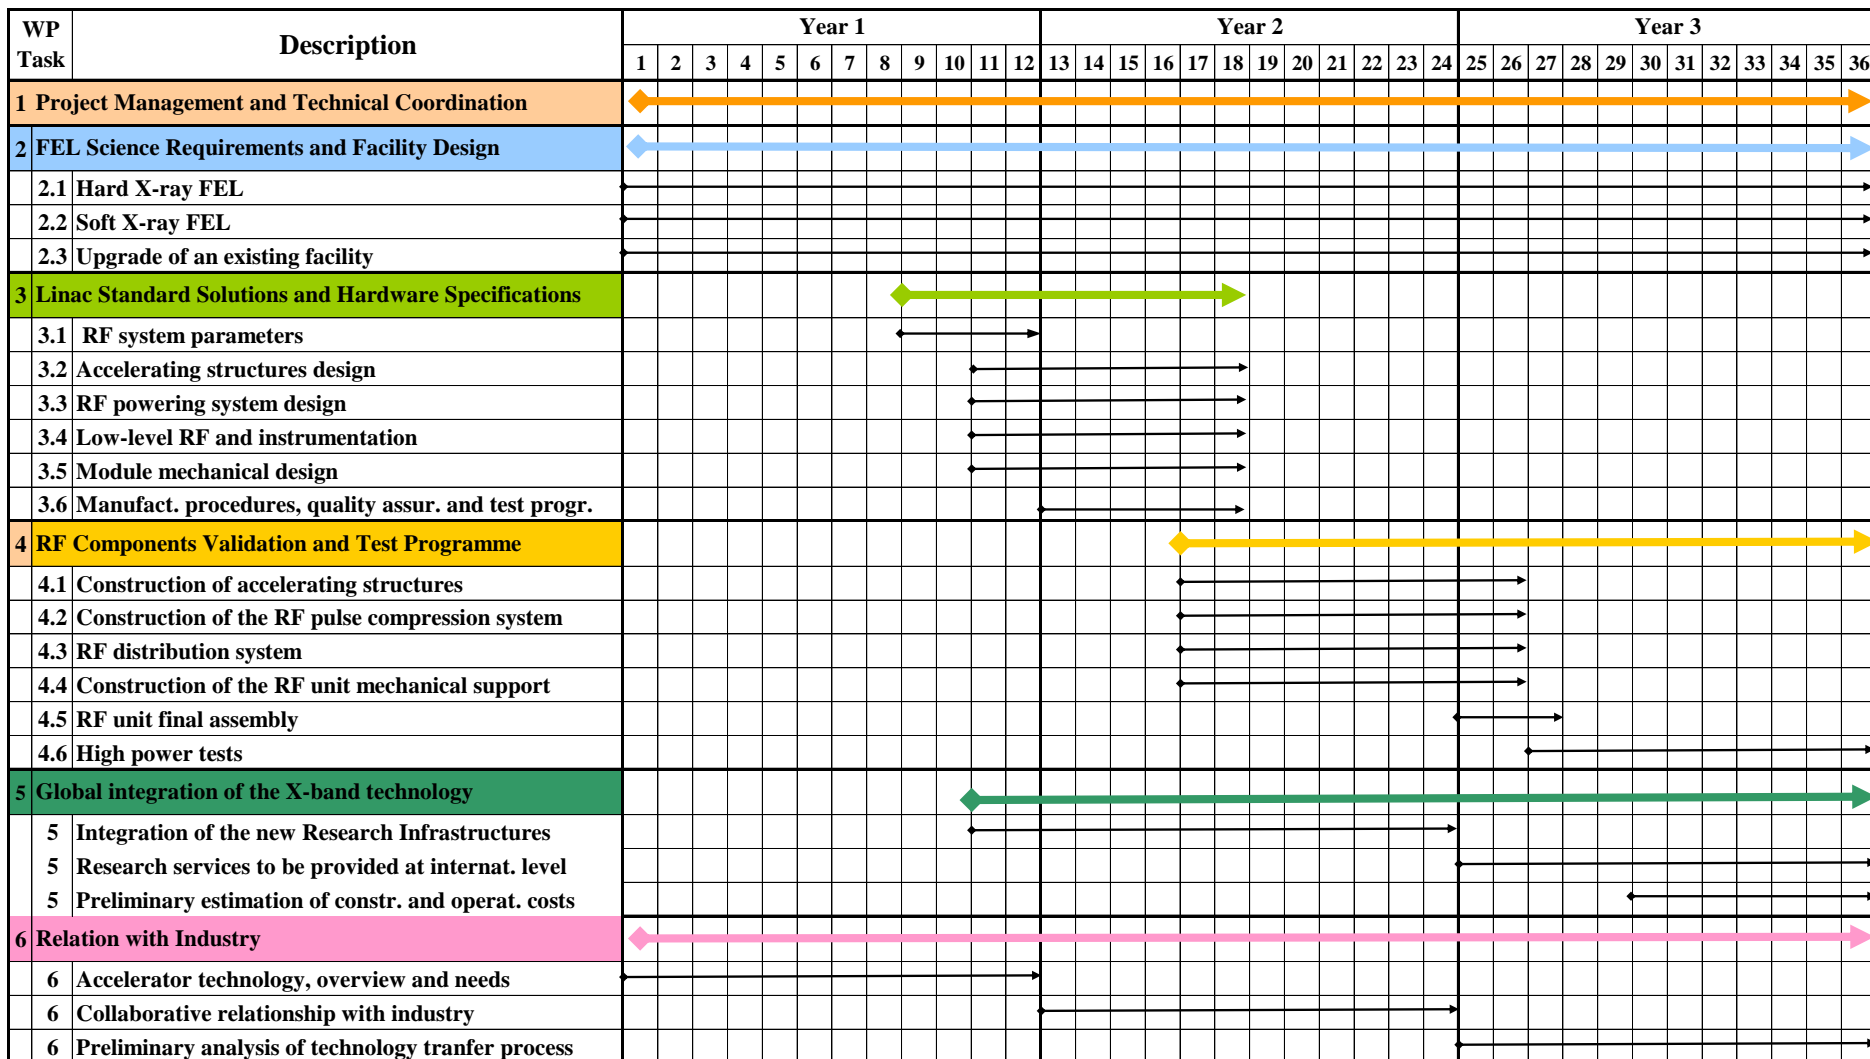 WP Task Description Year 1 Year 2 Year 3
1 2 3 4 5 6 7 8 9 10 11 12 13 14 15 16 17 18 19 20 21 22 23 24 25 26 27 28 29 30 31 32 33 34 35 36
1 Project Management and Technical Coordination
2 FEL Science Requirements and Facility Design
2.1 Hard X-ray FEL
2.2 Soft X-ray FEL
2.3 Upgrade of an existing facility
3 Linac Standard Solutions and Hardware Specifications
3.1 RF system parameters
3.2 Accelerating structures design
3.3 RF powering system design
3.4 Low-level RF and instrumentation
3.5 Module mechanical design
3.6 Manufact. procedures, quality assur. and test progr.
4 RF Components Validation and Test Programme
4.1 Construction of accelerating structures
4.2 Construction of the RF pulse compression system
4.3 RF distribution system
4.4 Construction of the RF unit mechanical support
4.5 RF unit final assembly
4.6 High power tests
5 Global integration of the X-band technology
5 Integration of the new Research Infrastructures
5 Research services to be provided at internat. level
5 Preliminary estimation of constr. and operat. costs
6 Relation with Industry
6 Accelerator technology, overview and needs
6 Collaborative relationship with industry
6 Preliminary analysis of technology tranfer process